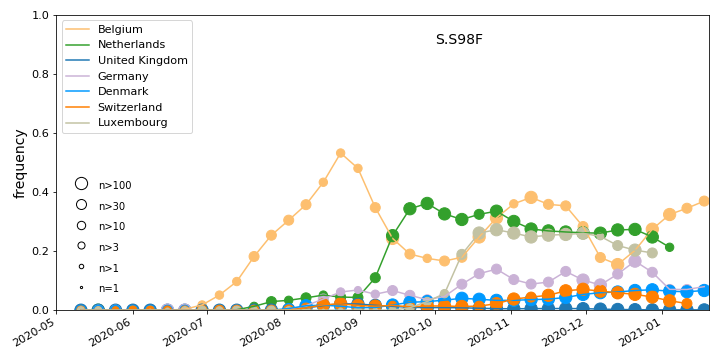 S.S98F
Belgium
Netherlands
United Kingdom
Germany
Denmark
Switzerland
Luxembourg
n>100
n>30
n>10
n>3
n>1
n=1
frequency
1.0
0.8
0.6
0.4
0.2
0.0
2020-05
2020-06
2020-07
2020-08
2020-09
2020-10
2020-11
2020-12
2021-01